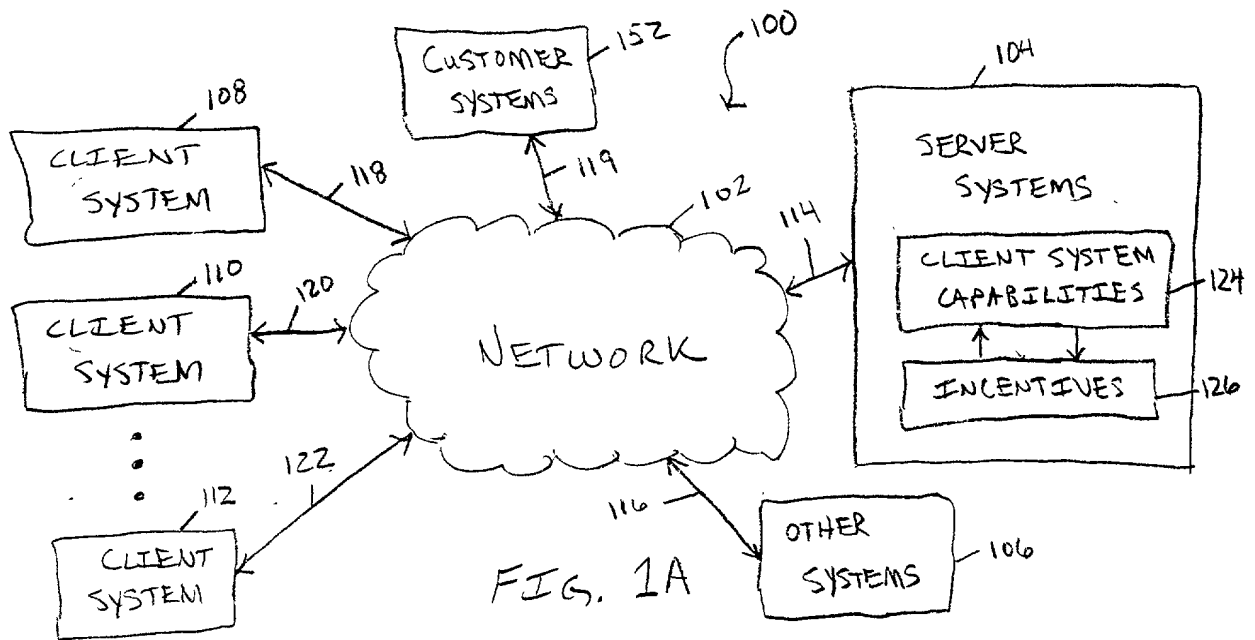 152
100
CUSTOMER
SYSTEMS
104
108
CLIENT
SYSTEM
118
119
102
114
SERVER
SYSTEMS
CLIENT SYSTEM
CAPABILITIES
124
110
CLIENT
SYSTEM
120
NETWORK
INCENTIVES
126
122
112
CLIENT
SYSTEM
116
OTHER
SYSTEMS
106
FIG. 1A